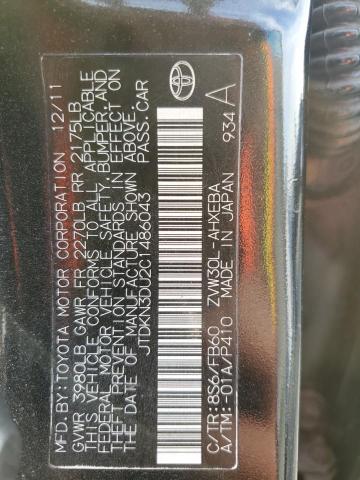 MFD.BY:TOYOTA MOTOR CORPORATION 12/11
GVWR 3980LB GAWR FR 2270LB RR 2175LB
THIS VEHICLE CONFORMS TO ALL APPLICABLE
FEDERAL MOTOR VEHICLE SAFETY, BUMPER, AND
THEFT PREVENTION STANDARDS IN EFFECT ON
THE DATE OF MANUFACTURE SHOWN ABOVE.
JTDKN3DU2C1486043 PASS.CAR
C/TR:8S6/FB60 ZVW30L-AHXEBA
A/TM:-01A/P410 MADE IN JAPAN 934 A